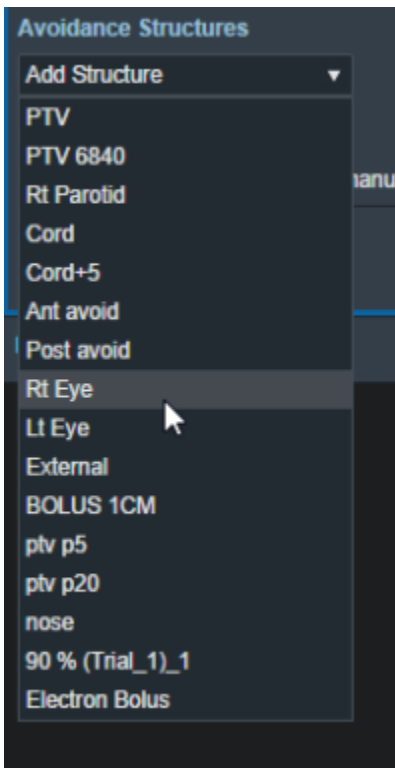 Avoidance Structures
Add Structure
PTV
PTV 6840
Rt Parotid
Cord
Cord+5
Ant avoid
Post avoid
Rt Eye
Lt Eye
External
BOLUS 1CM
ptv p5
ptv p20
nose
90 % (Trial_1)_1
Electron Bolus